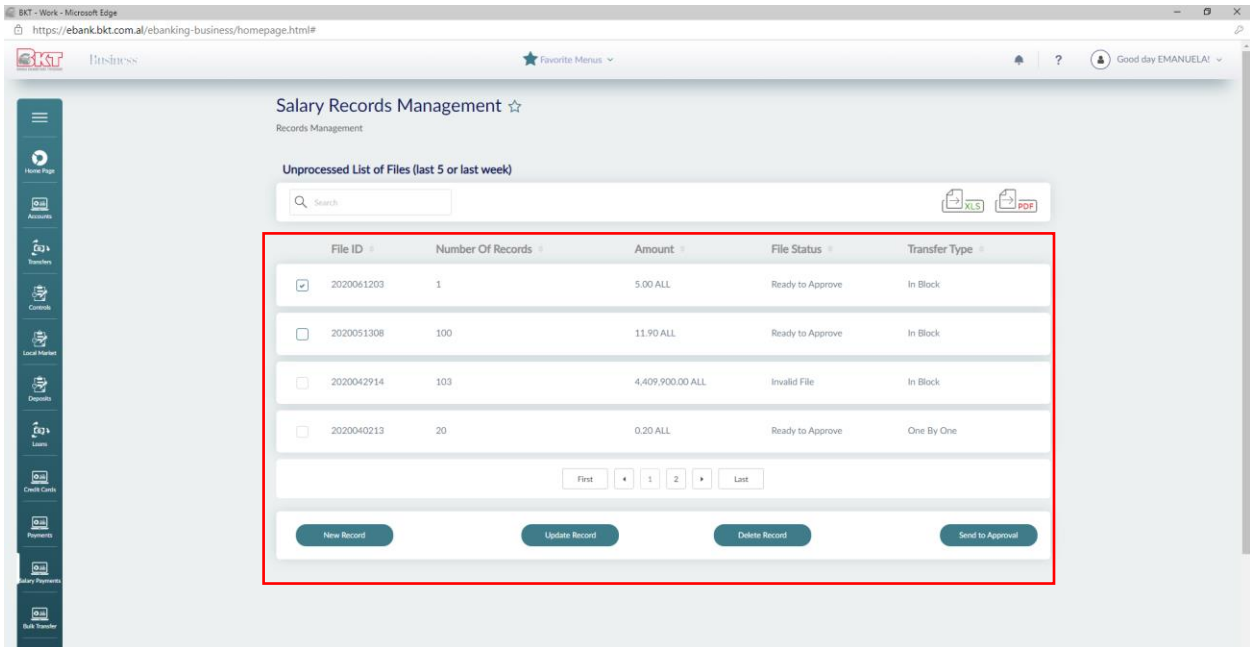 BKT - Work - Microsoft Edge
https://ebank.bkt.com.al/ebanking-business/homepage.html#
BKT Business Favorite Menus ? Good day EMANUELA!
Salary Records Management
Records Management
Home Page
Unprocessed List of Files (last 5 or last week)
Accounts
Search XLS PDF
Transfers
File ID Number Of Records Amount File Status Transfer Type
2020061203 1 5.00 ALL Ready to Approve In Block
Controls
2020051308 100 11.90 ALL Ready to Approve In Block
Local Market
2020042914 103 4,409,900.00 ALL Invalid File In Block
Deposits
2020040213 20 0.20 ALL Ready to Approve One By One
Loans
First 1 2 Last
Credit Cards
New Record Update Record Delete Record Send to Approval
Payments
Salary Payments
Bulk Transfer